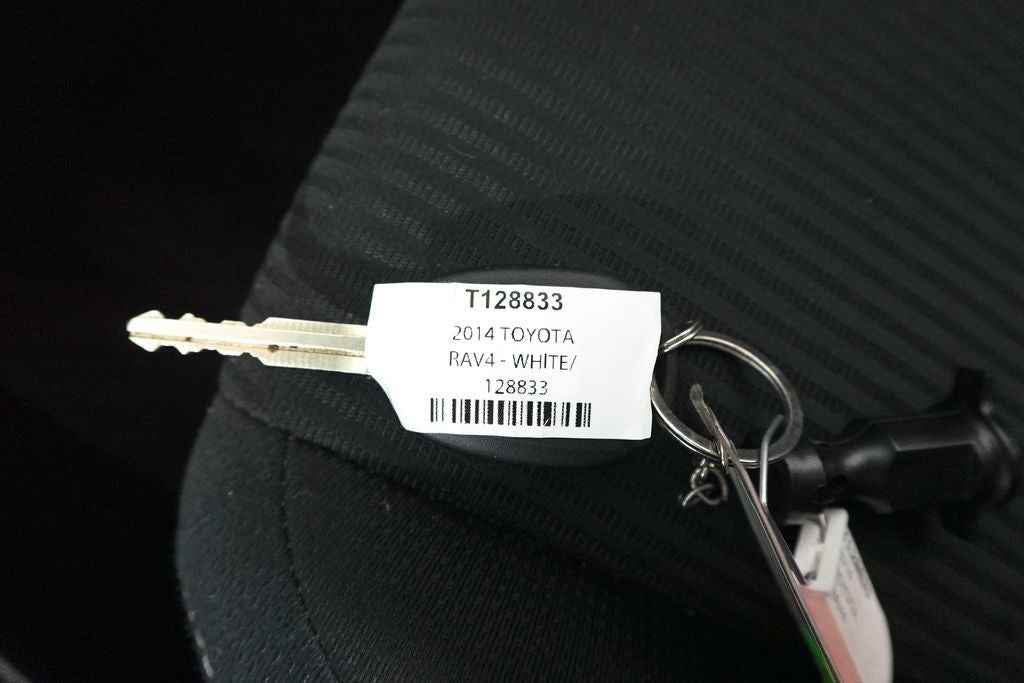 T128833
2014 TOYOTA
RAV4 - WHITE/
128833